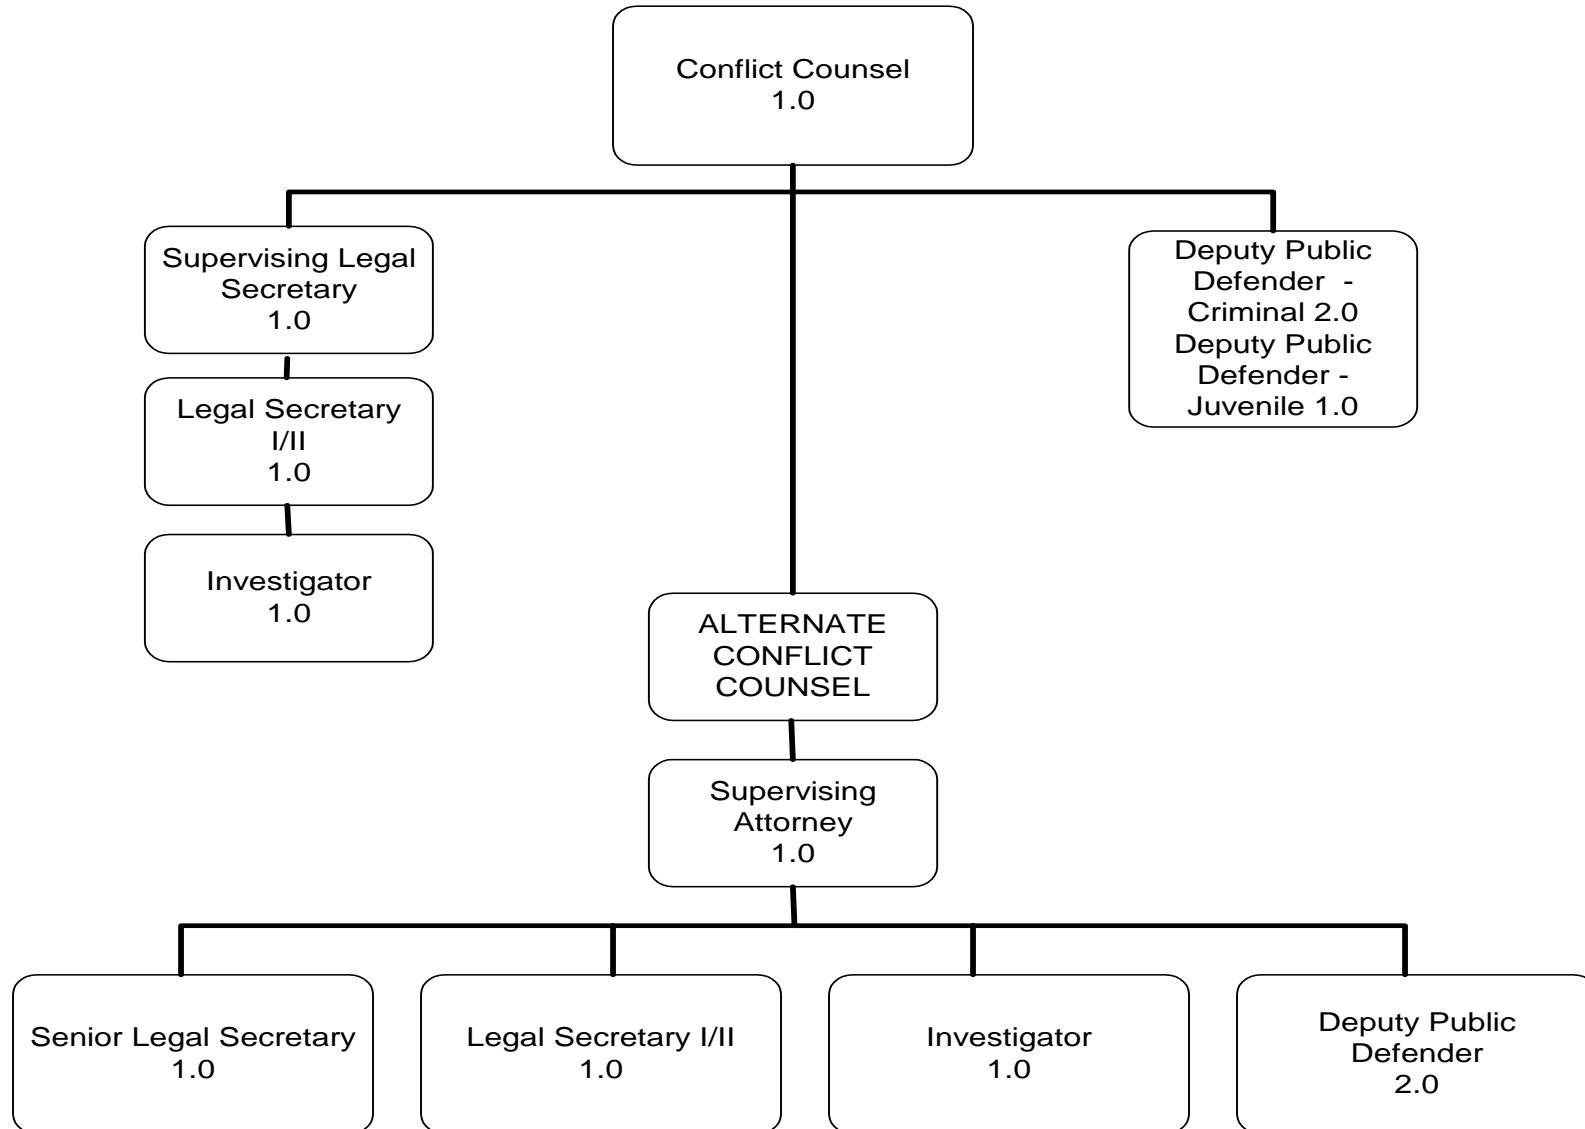 Conflict Counsel
1.0
Supervising Legal
Secretary
1.0
Legal Secretary
I/II
1.0
Investigator
1.0
Deputy Public
Defender -
Criminal 2.0
Deputy Public
Defender -
Juvenile 1.0
ALTERNATE
CONFLICT
COUNSEL
Supervising
Attorney
1.0
Senior Legal Secretary
1.0
Legal Secretary I/II
1.0
Investigator
1.0
Deputy Public
Defender
2.0